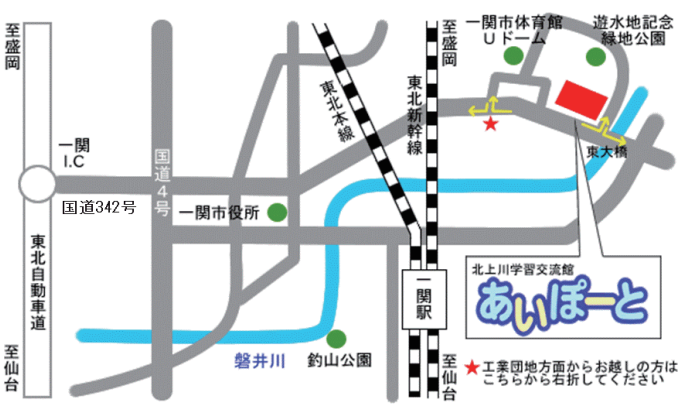 至盛岡
一関
I.C
国道342号
東北自動車道
至仙台
国道4号
一関市役所
東北本線
至盛岡
東北新幹線
一関市体育館
Uドーム
遊水地記念
緑地公園
東大橋
一関駅
至仙台
磐井川
釣山公園
北上川学習交流館
あいぽーと
★工業団地方面からお越しの方は
こちらから右折してください